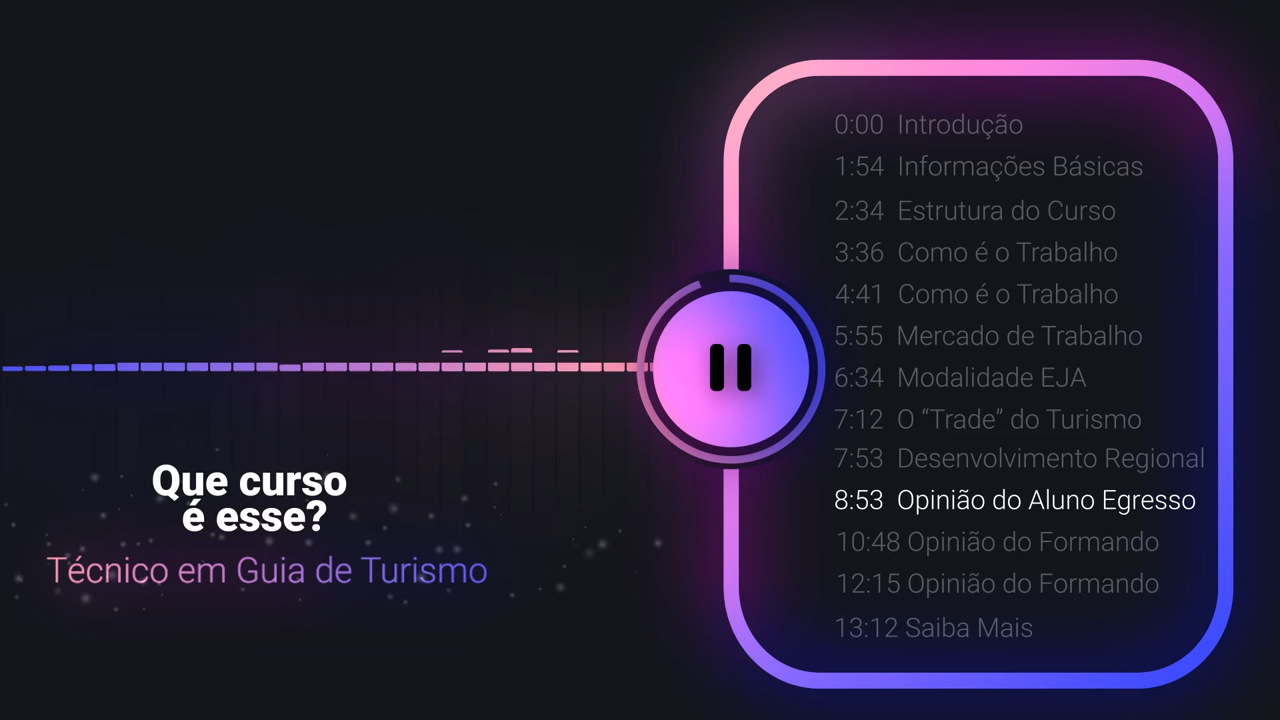 Que curso
é esse?
Técnico em Guia de Turismo
0:00 Introdução
1:54 Informações Básicas
2:34 Estrutura do Curso
3:36 Como é o Trabalho
4:41 Como é o Trabalho
5:55 Mercado de Trabalho
6:34 Modalidade EJA
7:12 O “Trade” do Turismo
7:53 Desenvolvimento Regional
8:53 Opinião do Aluno Egresso
10:48 Opinião do Formando
12:15 Opinião do Formando
13:12 Saiba Mais